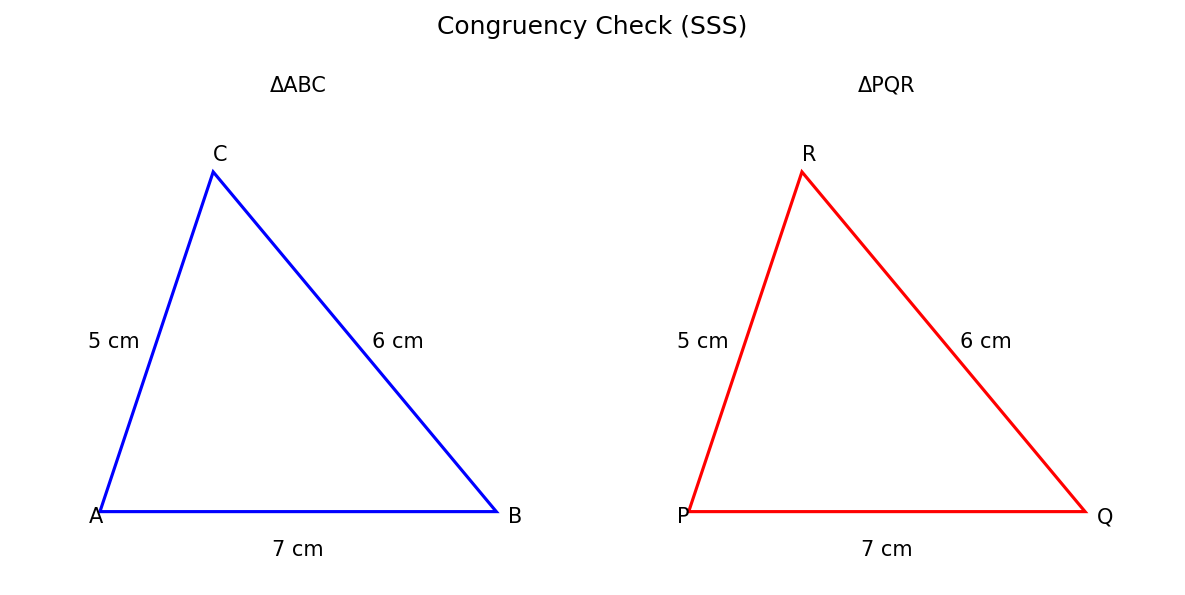 Congruency Check (SSS)
ΔABC
ΔPQR
C
R
5 cm
6 cm
5 cm
6 cm
A
B
P
Q
7 cm
7 cm